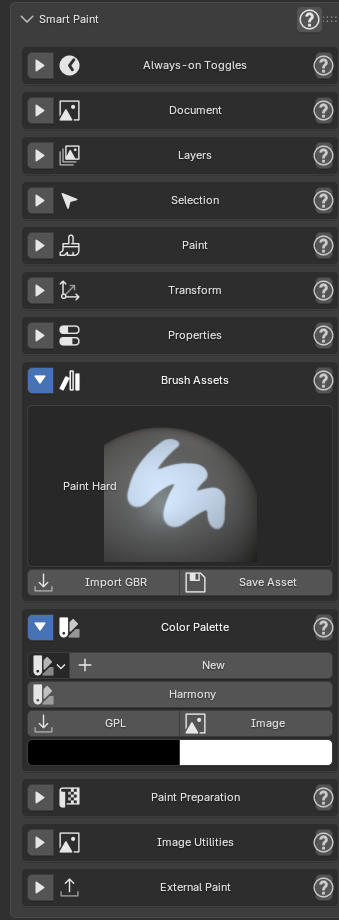 Smart Paint
Always-on Toggles
Document
Layers
Selection
Paint
Transform
Properties
Brush Assets
Paint Hard
Import GBR
Save Asset
Color Palette
New
Harmony
GPL
Image
Paint Preparation
Image Utilities
External Paint